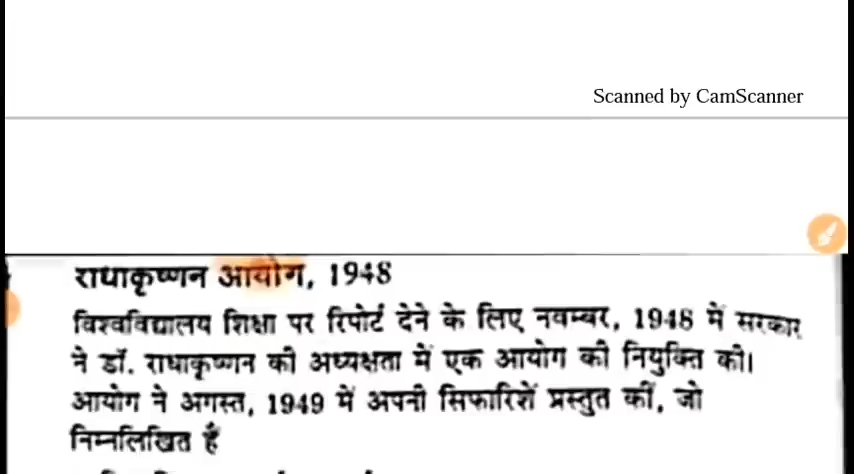 Scanned by CamScanner
राधाकृष्णन आयोग, 1948
विश्वविद्यालय शिक्षा पर रिपोर्ट देने के लिए नवम्बर, 1948 में सरकार
ने डॉ. राधाकृष्णन की अध्यक्षता में एक आयोग की नियुक्ति की।
आयोग ने अगस्त, 1949 में अपनी सिफारिशें प्रस्तुत कीं, जो
निम्नलिखित हैं